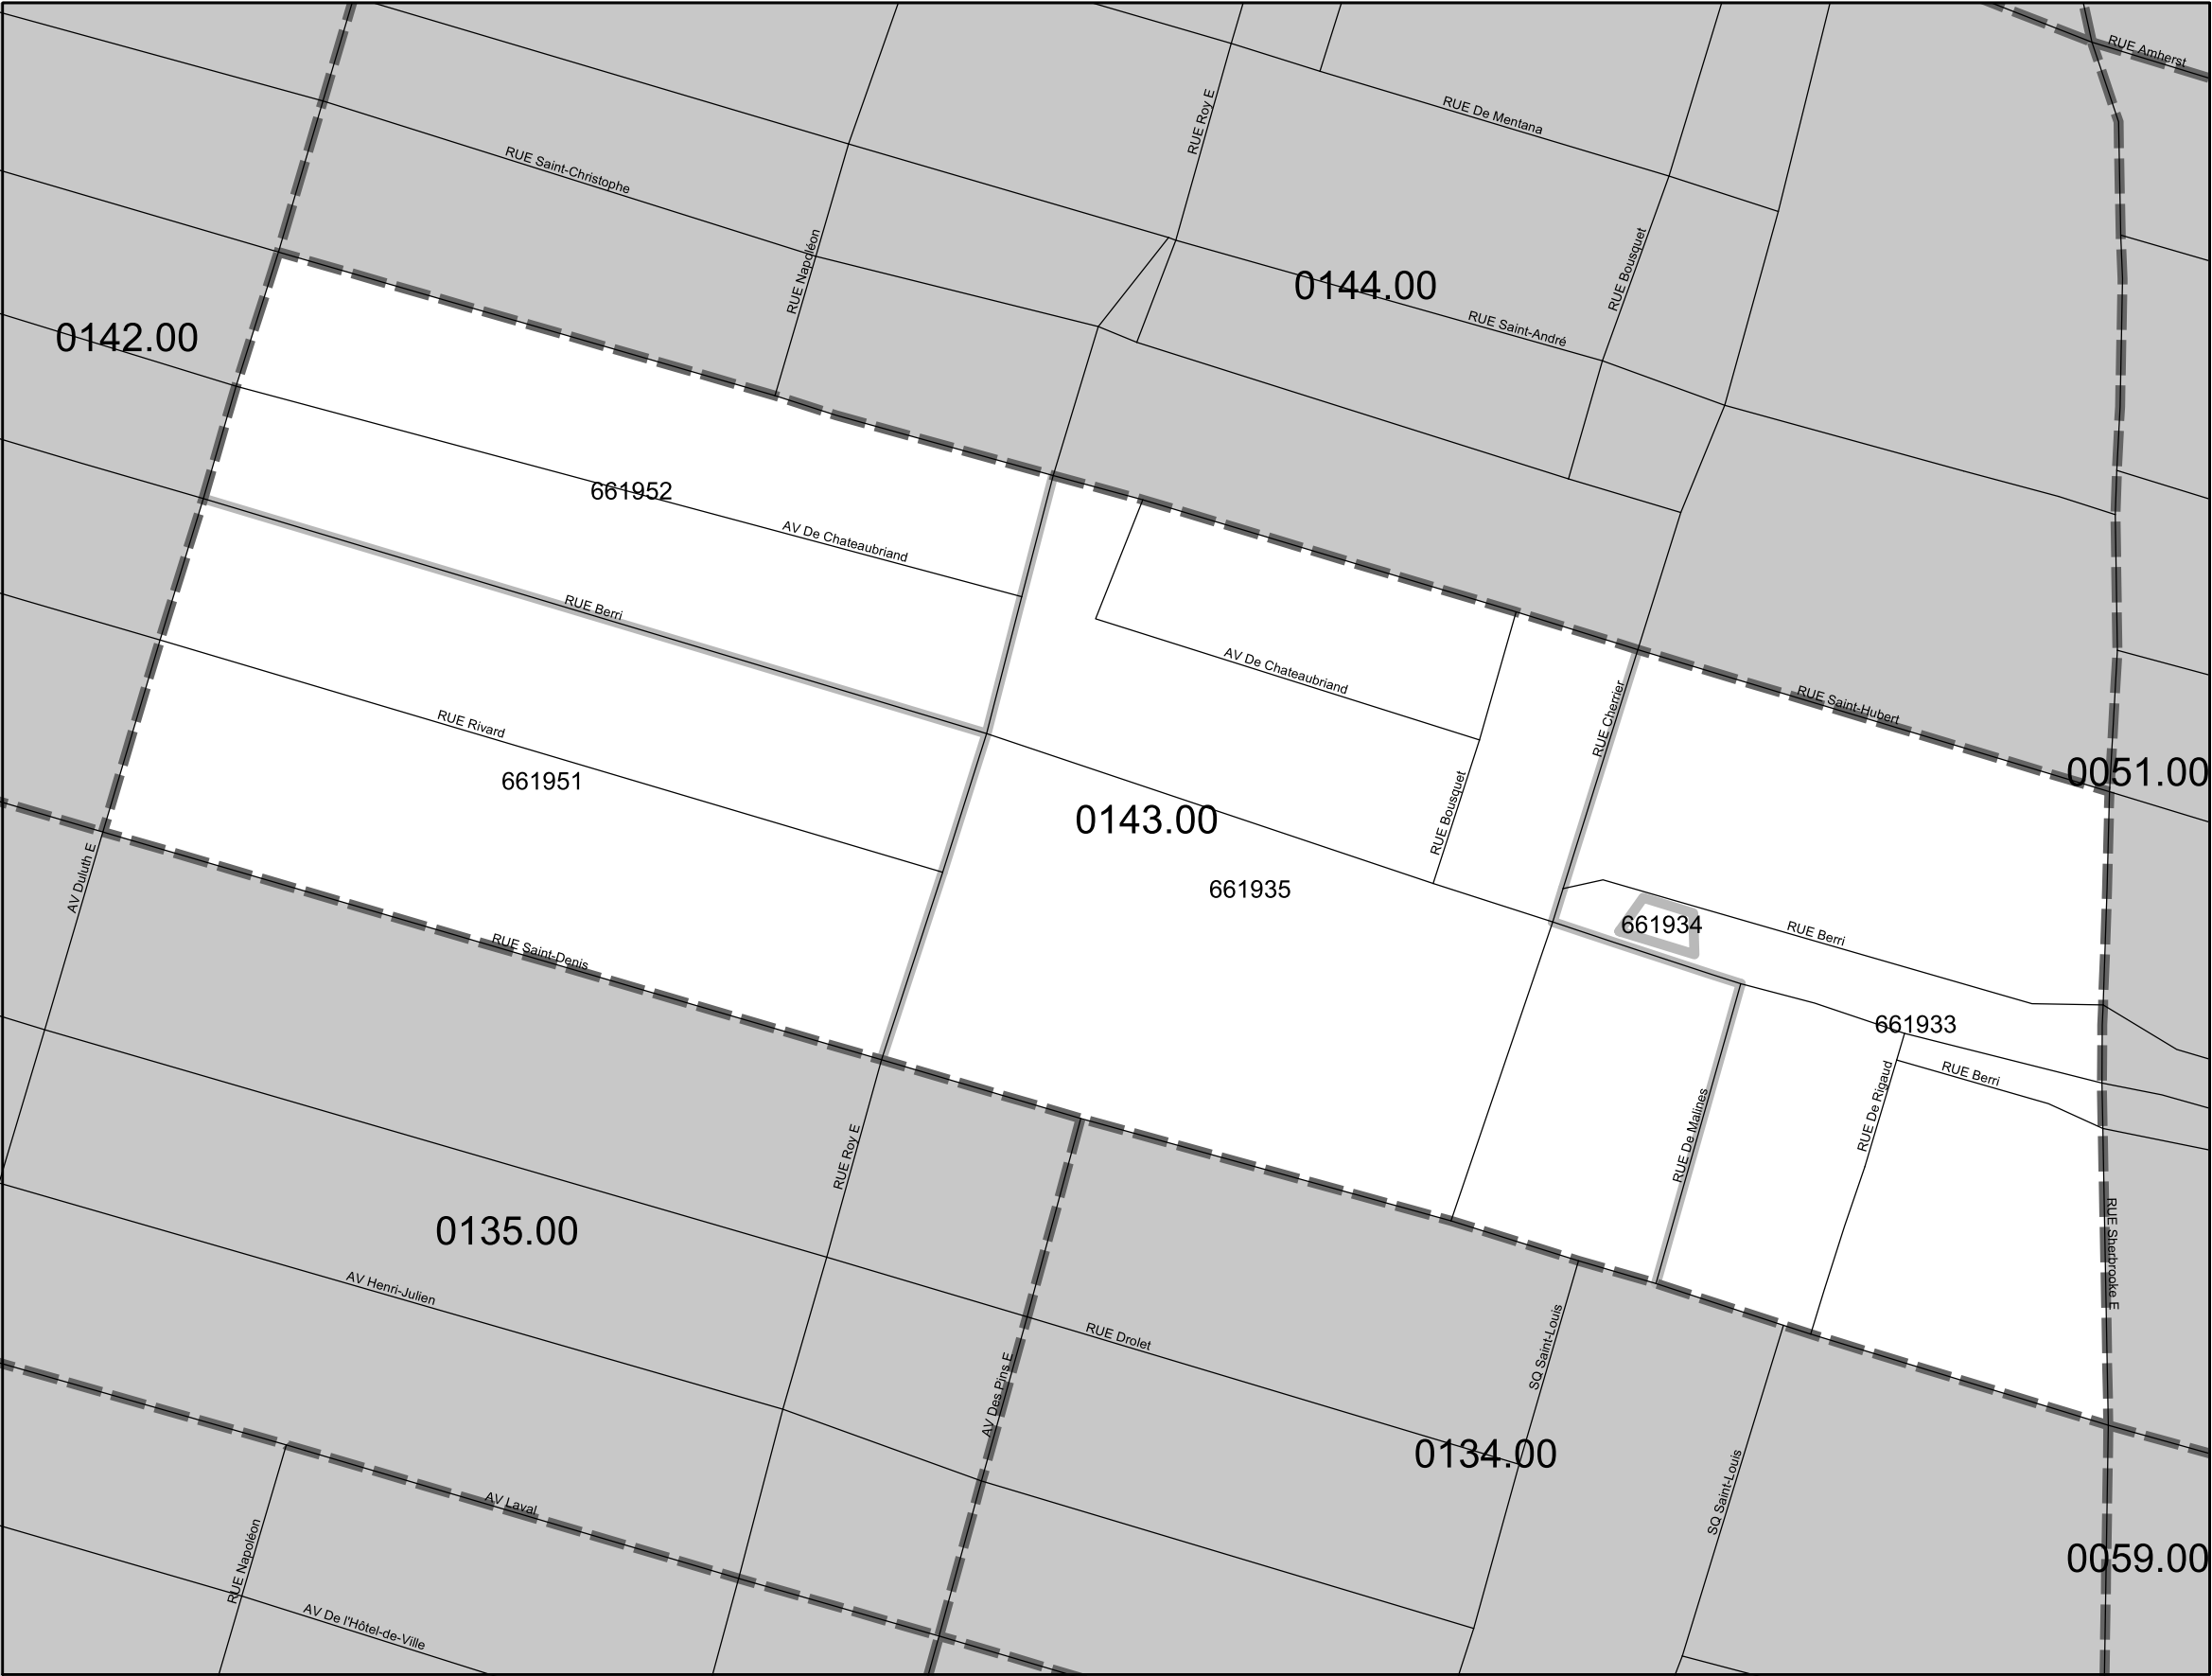 RUE Amherst
RUE De Mentana
RUE Roy E
RUE Saint-Christophe
RUE Napoléon
RUE Bousquet
0144.00
RUE Saint-André
0142.00
661952
AV De Chateaubriand
RUE Berri
AV De Chateaubriand
RUE Cherrier
RUE Saint-Hubert
RUE Rivard
0051.00
661951
0143.00
RUE Bousquet
AV Duluth E
661935
661934
RUE Berri
RUE Saint-Denis
661933
RUE Berri
RUE De Rigaud
RUE De Malines
RUE Roy E
0135.00
RUE Sherbrooke E
AV Henri-Julien
RUE Drolet
SQ Saint-Louis
AV Des Pins E
0134.00
SQ Saint-Louis
AV Laval
RUE Napoléon
0059.00
AV De l'Hôtel-de-Ville